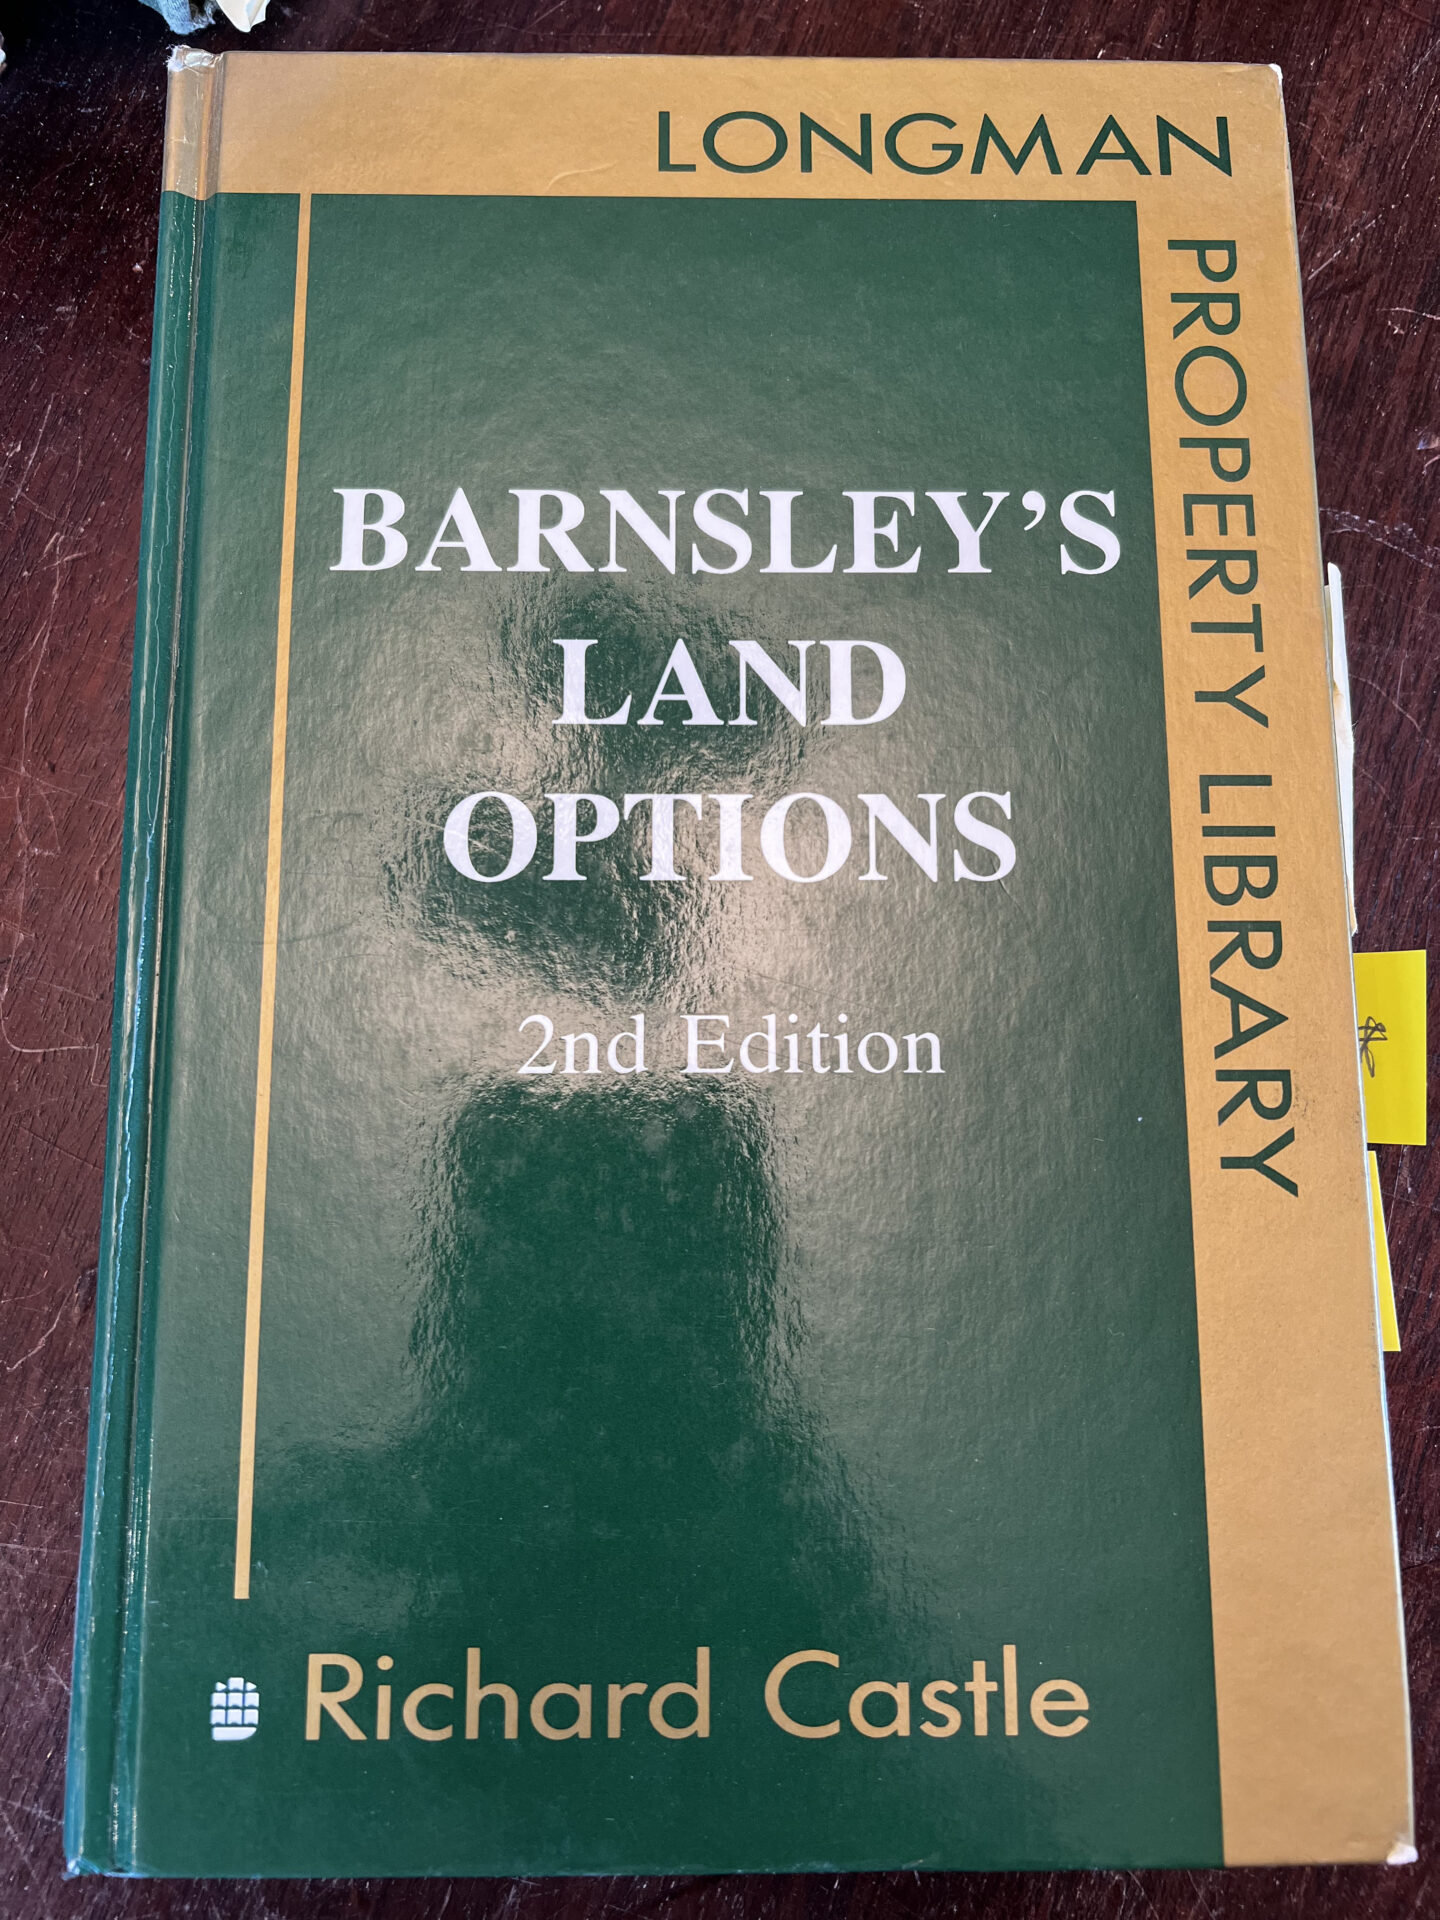 LONGMAN
PROPERTY LIBRARY
BARNSLEY’S
LAND
OPTIONS
2nd Edition
Richard Castle